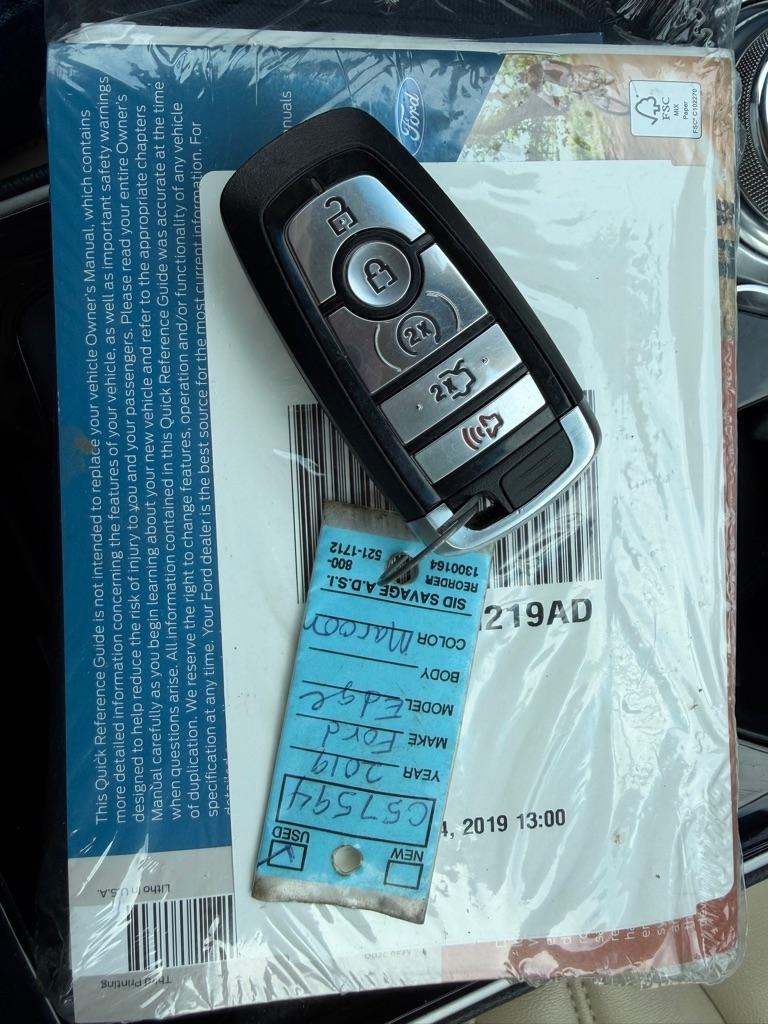 This Quick Reference Guide is not intended to replace your vehicle Owner's Manual, which contains
more detailed information concerning the features of your vehicle, as well as important safety warnings
designed to help reduce the risk of injury to you and your passengers. Please read your entire Owner's
Manual carefully as you begin learning about your new vehicle and refer to the appropriate chapters
when questions arise. All information contained in this Quick Reference Guide was accurate at the time
of duplication. We reserve the right to change features, operation and/or functionality of any vehicle
specification at any time. Your Ford dealer is the best source for the most current information. For
Ford
FSC
MIX
Paper
FSC® C102270
2x
2x
1219AD
4, 2019 13:00
NEW
USED
C57594
YEAR 2019
MAKE Ford
MODEL Edge
BODY
COLOR Maroon
SID SAVAGE A.D.S.I.
REORDER 800-
1300164 521-1712
Litho in U.S.A.
Third Printing